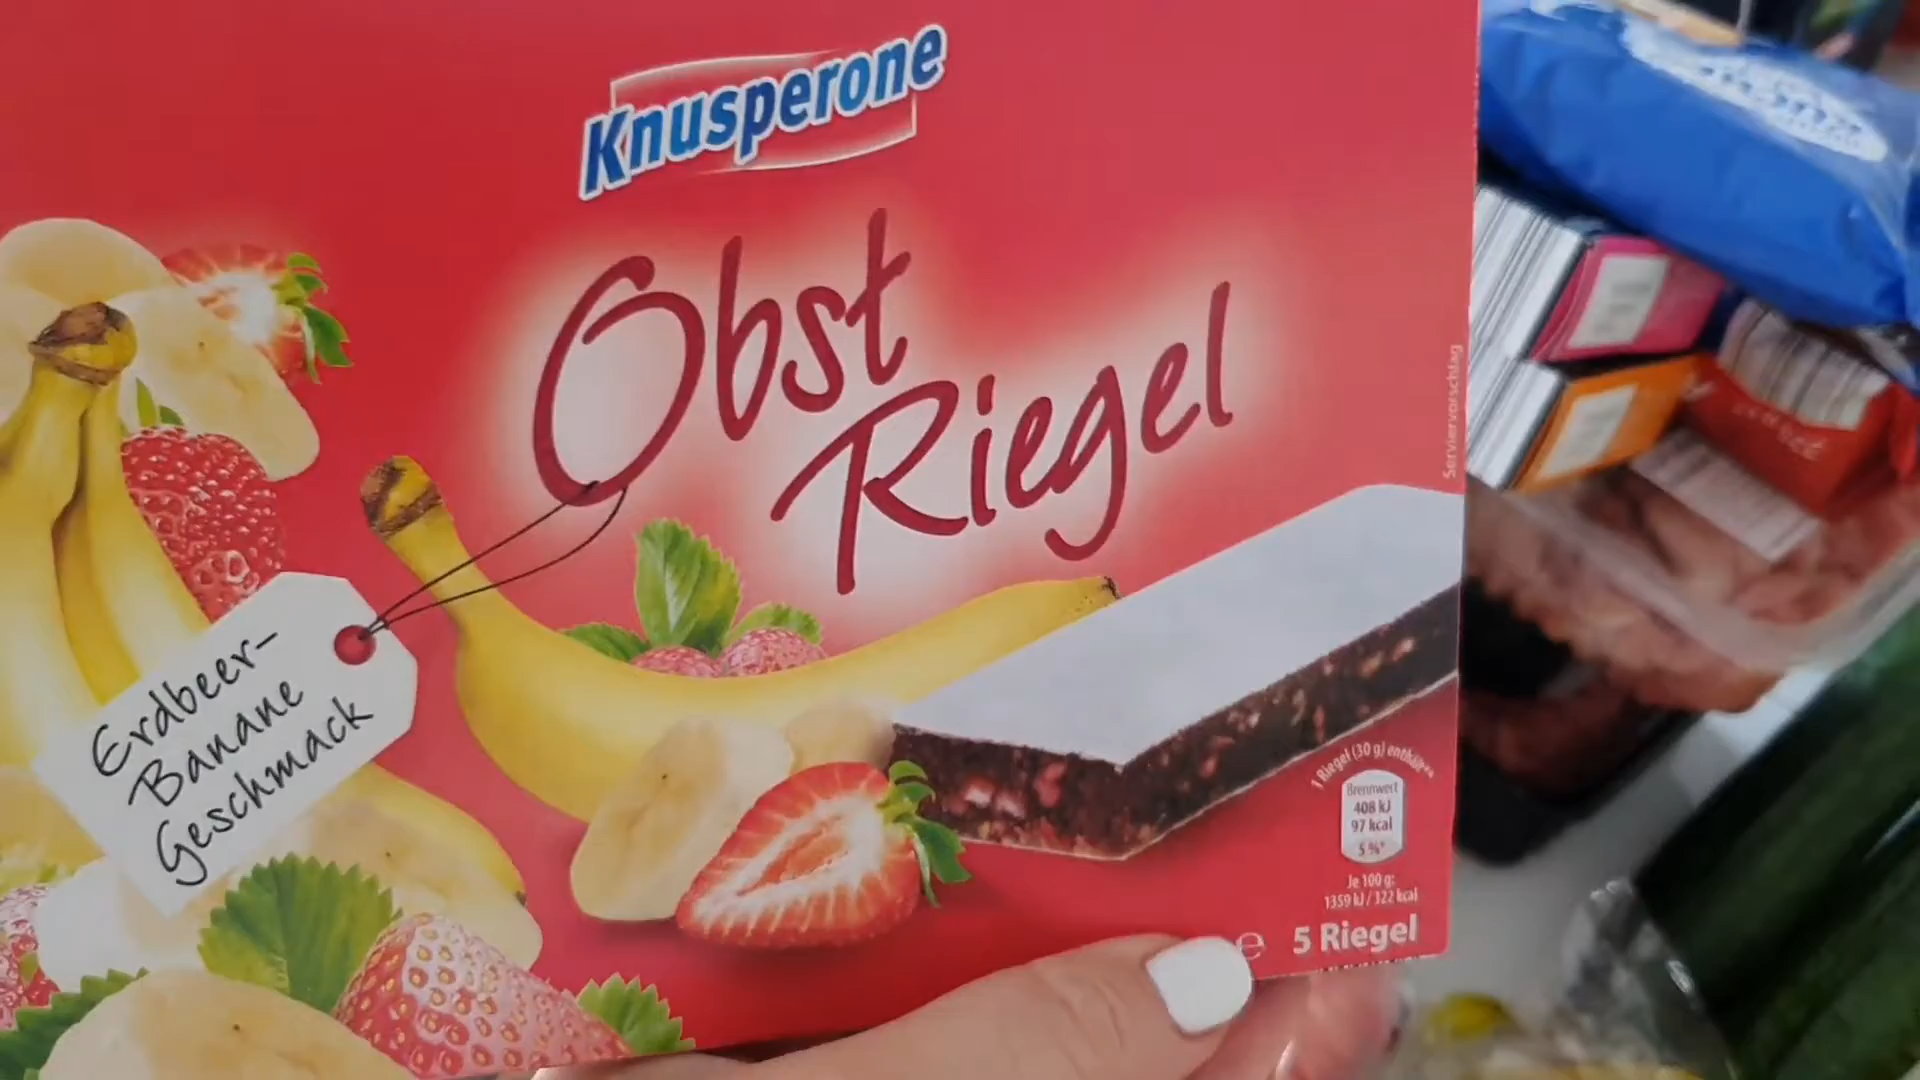 Knusperone
Obst
Riegel
Serviervorschlag
Erdbeer-
Banane
Geschmack
1 Riegel (30 g) enthält**
Brennwert
408 kJ
97 kcal
5 %*
Je 100 g:
1359 kJ / 322 kcal
e 5 Riegel